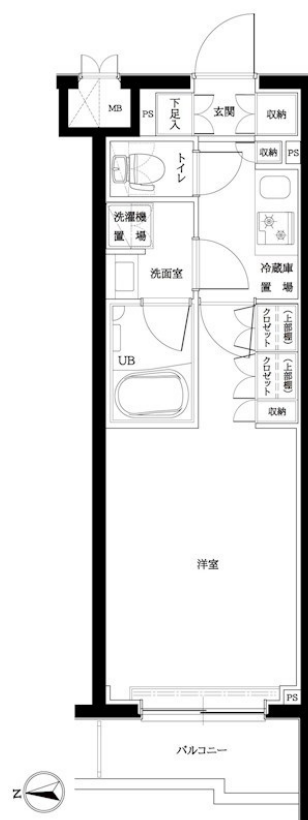 MB
PS
下足入
玄関
収納
収納
PS
トイレ
洗濯機
置場
洗面室
冷蔵庫
置場
クロゼット
(上部棚)
クロゼット
(上部棚)
収納
UB
洋室
PS
バルコニー
N